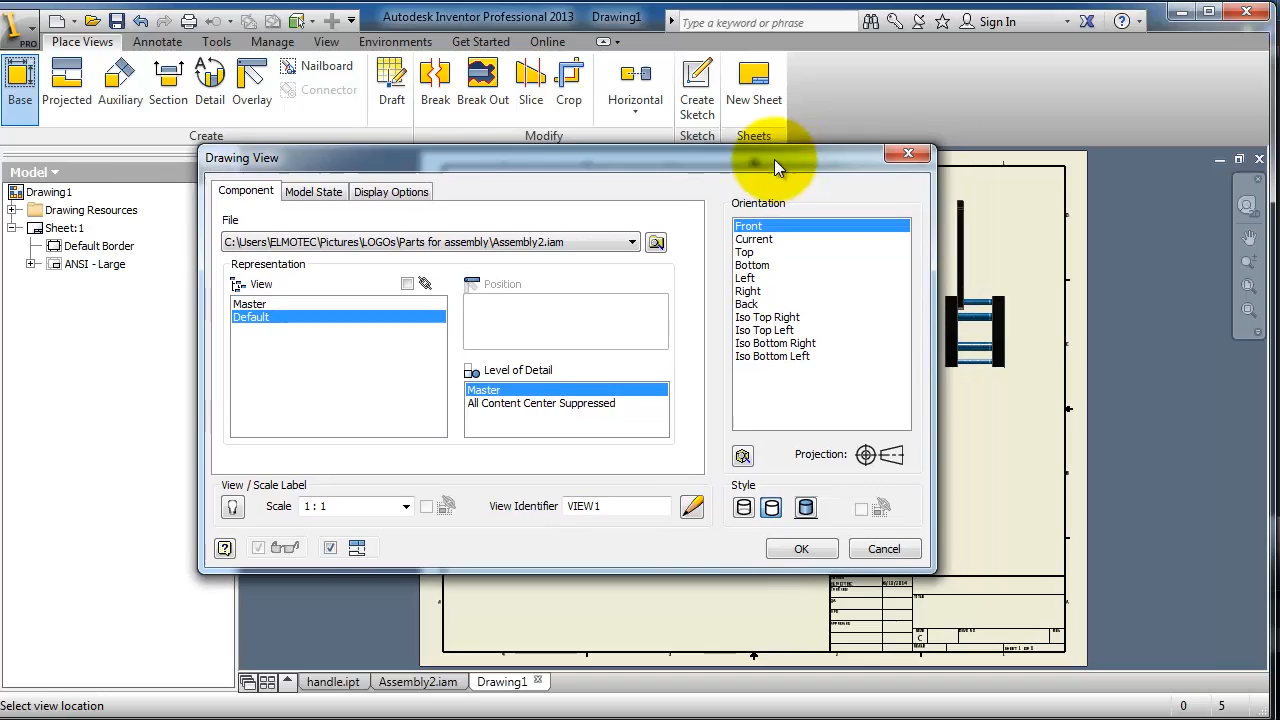 Autodesk Inventor Professional 2013 Drawing1
Type a keyword or phrase
Sign In
PRO
Place Views Annotate Tools Manage View Environments Get Started Online
Base Projected Auxiliary Section Detail Overlay
Nailboard
Connector
Draft Break Break Out Slice Crop
Horizontal
Create
Sketch
New Sheet
Create Modify Sketch Sheets
Model
Drawing1
Drawing Resources
Sheet:1
Default Border
ANSI - Large
Drawing View
Component Model State Display Options
File
C:\Users\ELMOTEC\Pictures\LOGOs\Parts for assembly\Assembly2.iam
Representation
View
Master
Default
Position
Level of Detail
Master
All Content Center Suppressed
Orientation
Front
Current
Top
Bottom
Left
Right
Back
Iso Top Right
Iso Top Left
Iso Bottom Right
Iso Bottom Left
Projection:
View / Scale Label
Scale 1 : 1
View Identifier VIEW1
Style
OK Cancel
TITLE
C
handle.ipt Assembly2.iam Drawing1
Select view location
0 5